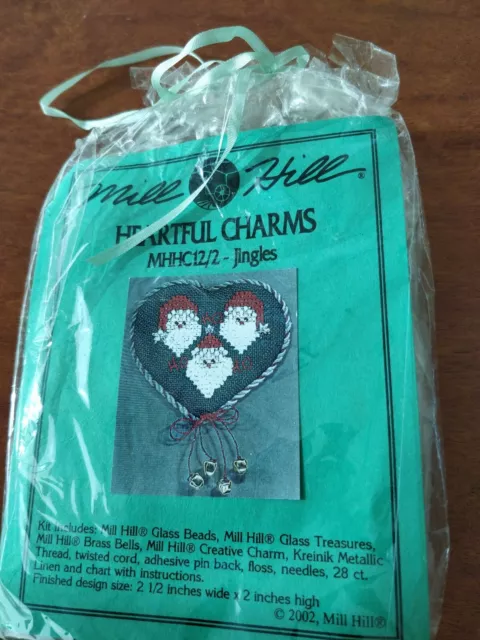 Mill Hill®
HEARTFUL CHARMS
MHHC12/2 - Jingles
Kit includes: Mill Hill® Glass Beads, Mill Hill® Glass Treasures,
Mill Hill® Brass Bells, Mill Hill® Creative Charm, Kreinik Metallic
Thread, twisted cord, adhesive pin back, floss, needles, 28 ct.
Linen and chart with instructions.
Finished design size: 2 1/2 inches wide x 2 inches high
© 2002, Mill Hill®